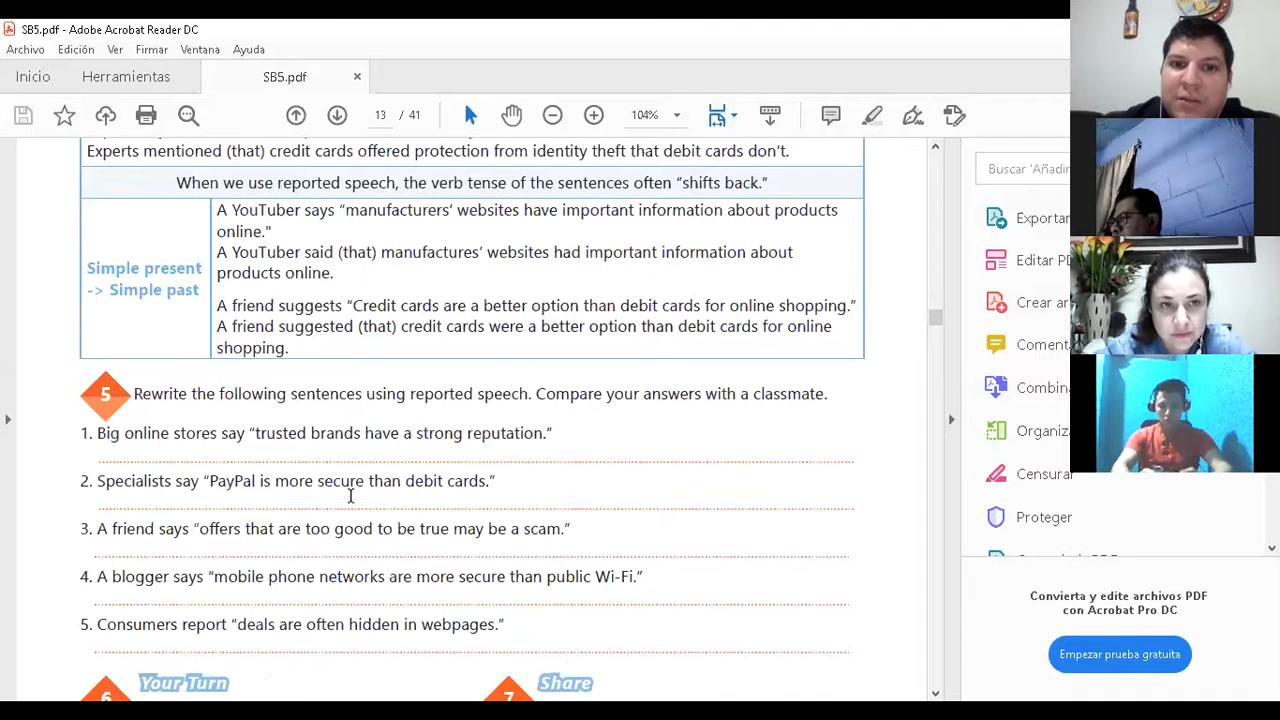 SB5.pdf - Adobe Acrobat Reader DC
Archivo Edición Ver Firmar Ventana Ayuda
Inicio Herramientas SB5.pdf ×
13 / 41 104%
Experts mentioned (that) credit cards offered protection from identity theft that debit cards don't.
When we use reported speech, the verb tense of the sentences often “shifts back.”
Simple present
-> Simple past
A YouTuber says “manufacturers’ websites have important information about products
online."
A YouTuber said (that) manufactures’ websites had important information about
products online.
A friend suggests “Credit cards are a better option than debit cards for online shopping.”
A friend suggested (that) credit cards were a better option than debit cards for online
shopping.
5 Rewrite the following sentences using reported speech. Compare your answers with a classmate.
1. Big online stores say “trusted brands have a strong reputation.”
2. Specialists say “PayPal is more secure than debit cards.”
3. A friend says “offers that are too good to be true may be a scam.”
4. A blogger says “mobile phone networks are more secure than public Wi-Fi.”
5. Consumers report “deals are often hidden in webpages.”
6 Your Turn
7 Share
Buscar 'Añadi
Exportar
Editar PD
Crear ar
Coment
Combin
Organiz
Censurar
Proteger
Convierta y edite archivos PDF
con Acrobat Pro DC
Empezar prueba gratuita